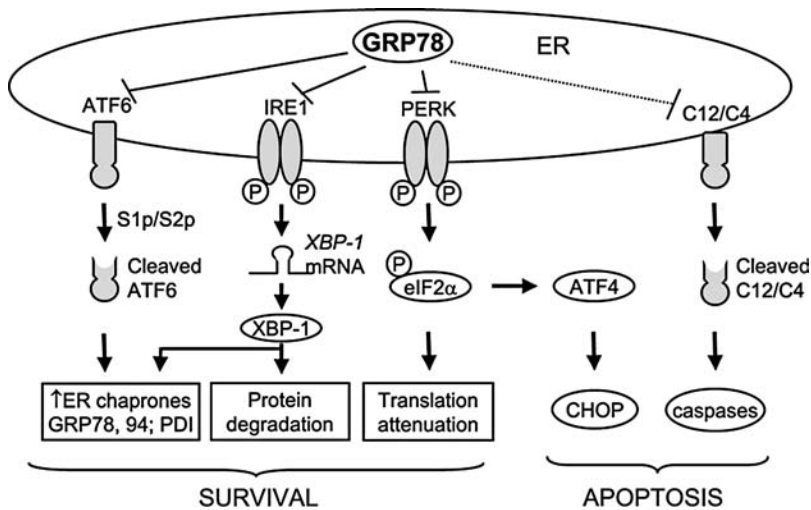 GRP78
ER
ATF6
IRE1
PERK
C12/C4
P
P
P
P
S1p/S2p
XBP-1
mRNA
Cleaved
ATF6
P
eIF2α
ATF4
Cleaved
C12/C4
XBP-1
↑ER chaprones
GRP78, 94; PDI
Protein
degradation
Translation
attenuation
CHOP
caspases
SURVIVAL
APOPTOSIS